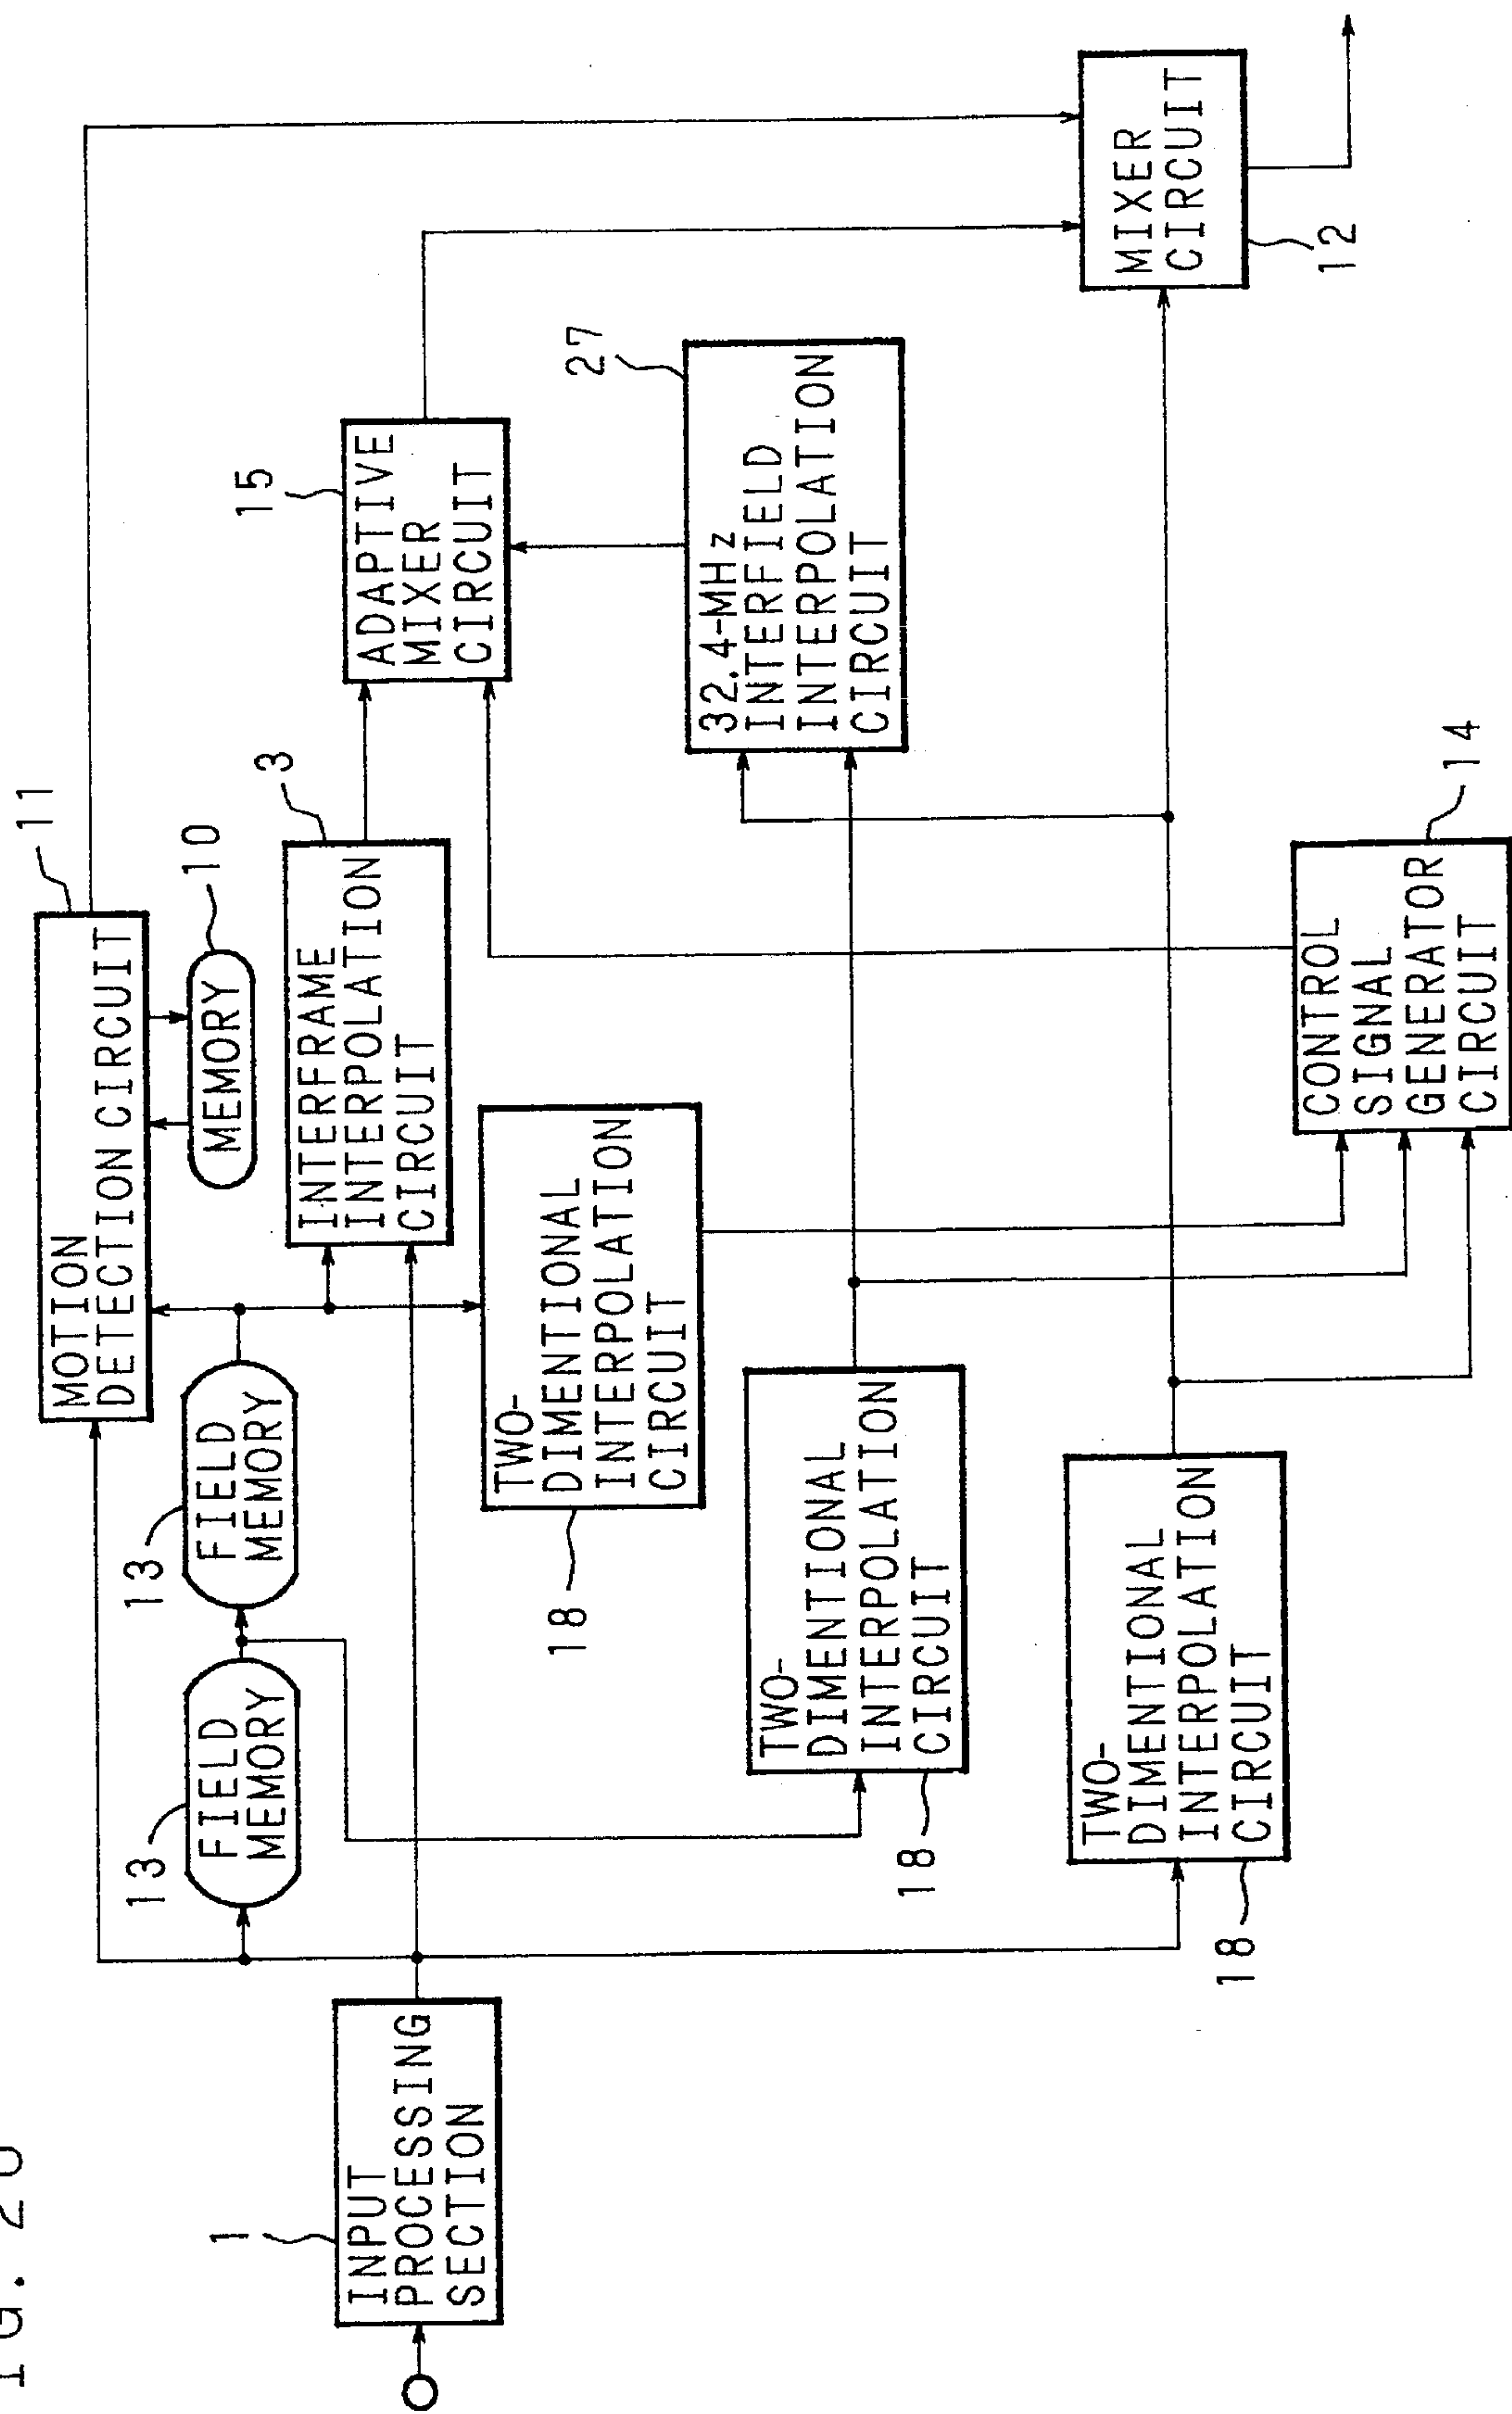 FIG. 20
11
MOTION
DETECTION CIRCUIT
10
MEMORY
13
FIELD
MEMORY
13
FIELD
MEMORY
3
INTERFRAME
INTERPOLATION
CIRCUIT
15
ADAPTIVE
MIXER
CIRCUIT
1
INPUT
PROCESSING
SECTION
TWO-
DIMENTIONAL
INTERPOLATION
CIRCUIT
18
27
32.4-MHz
INTERFIELD
INTERPOLATION
CIRCUIT
TWO-
DIMENTIONAL
INTERPOLATION
CIRCUIT
18
TWO-
DIMENTIONAL
INTERPOLATION
CIRCUIT
18
MIXER
CIRCUIT
12
CONTROL
SIGNAL
GENERATOR
CIRCUIT
14